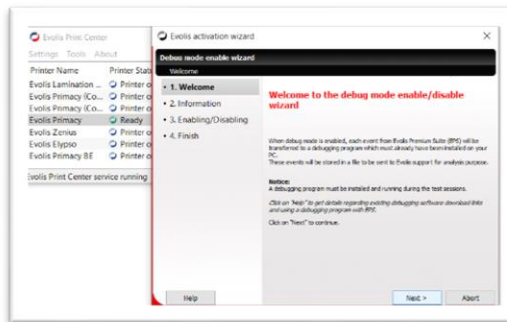 Evolis Print Center
Settings Tools About
Printer Name Printer Stat
Evolis Lamination ... Printer o
Evolis Primacy (Co... Printer o
Evolis Primacy (Co... Printer o
Evolis Primacy Ready
Evolis Zenius Printer o
Evolis Elypso Printer o
Evolis Primacy BE Printer o
Evolis Print Center service running
Evolis activation wizard
Debug mode enable wizard
Welcome
1. Welcome
2. Information
3. Enabling/Disabling
4. Finish
Welcome to the debug mode enable/disable
wizard
When debug mode is enabled, each event from Evolis Premium Suite (EPS) will be
transferred to a debugging program which must already have been installed on your
PC.
These events will be stored in a file to be sent to Evolis support for analysis purpose.
Notice:
A debugging program must be installed and running during the test sessions.
Click on "Help" to get details regarding existing debugging software download links
and using a debugging program with EPS.
Click on "Next" to continue.
Help
Next >
Abort